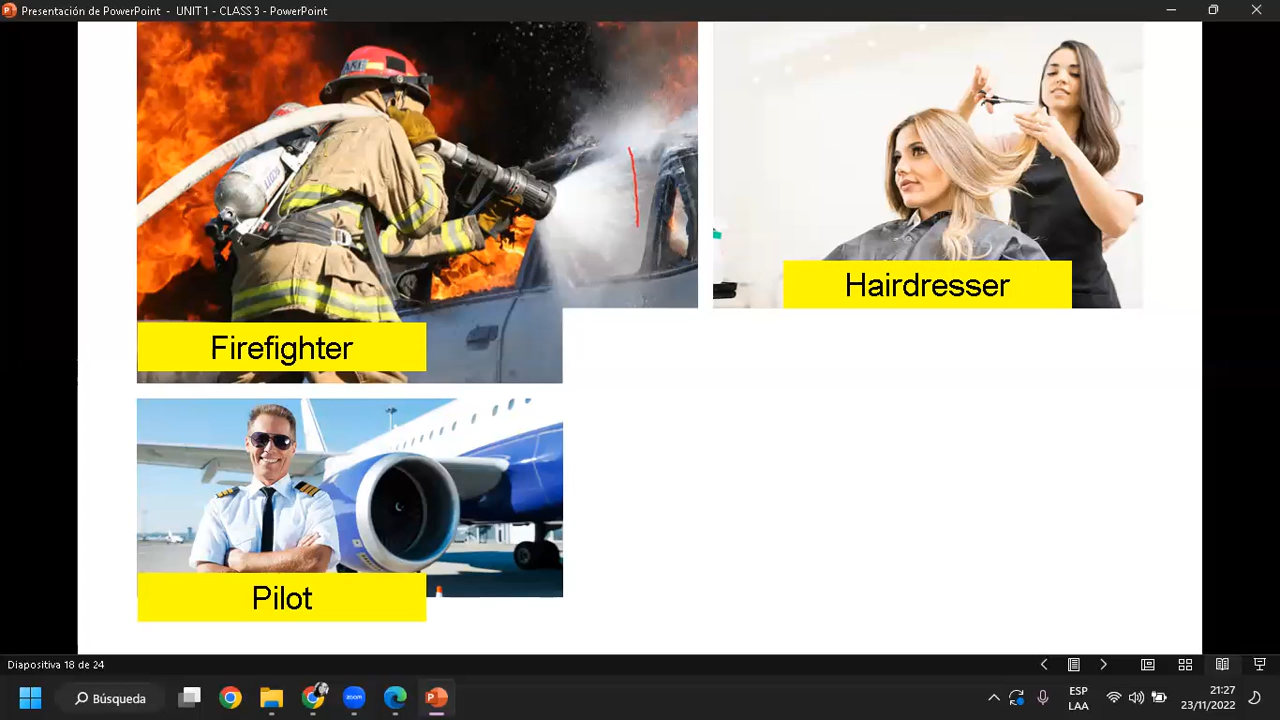 Presentación de PowerPoint - UNIT 1 - CLASS 3 - PowerPoint
Hairdresser
Firefighter
Pilot
Diapositiva 18 de 24
Búsqueda
zoom
ESP
LAA
21:27
23/11/2022